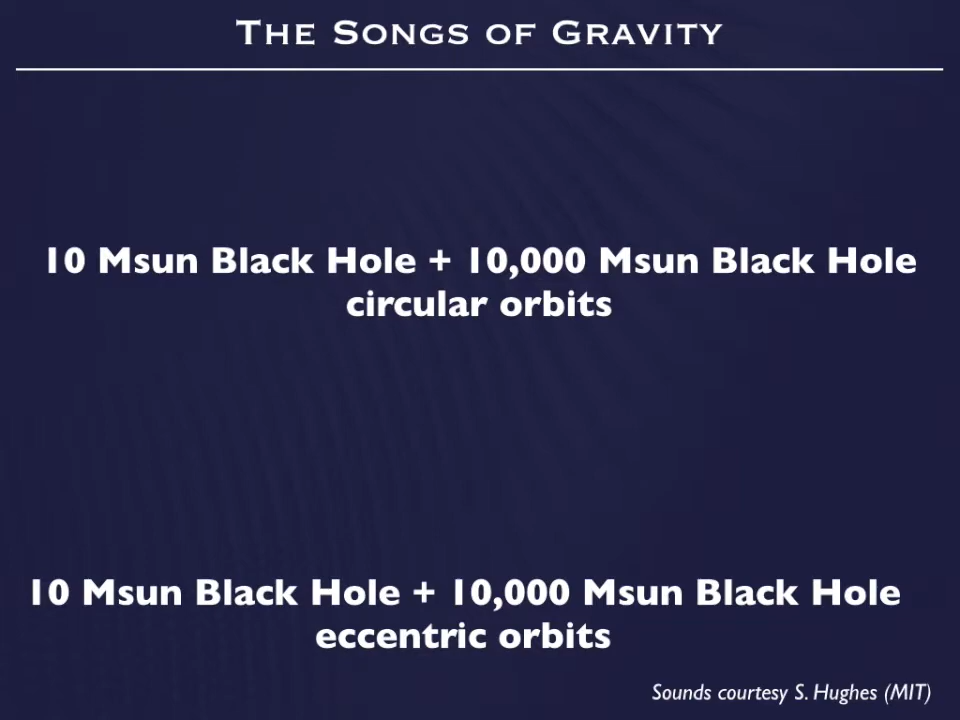 The Songs of Gravity
10 Msun Black Hole + 10,000 Msun Black Hole
circular orbits
10 Msun Black Hole + 10,000 Msun Black Hole
eccentric orbits
Sounds courtesy S. Hughes (MIT)